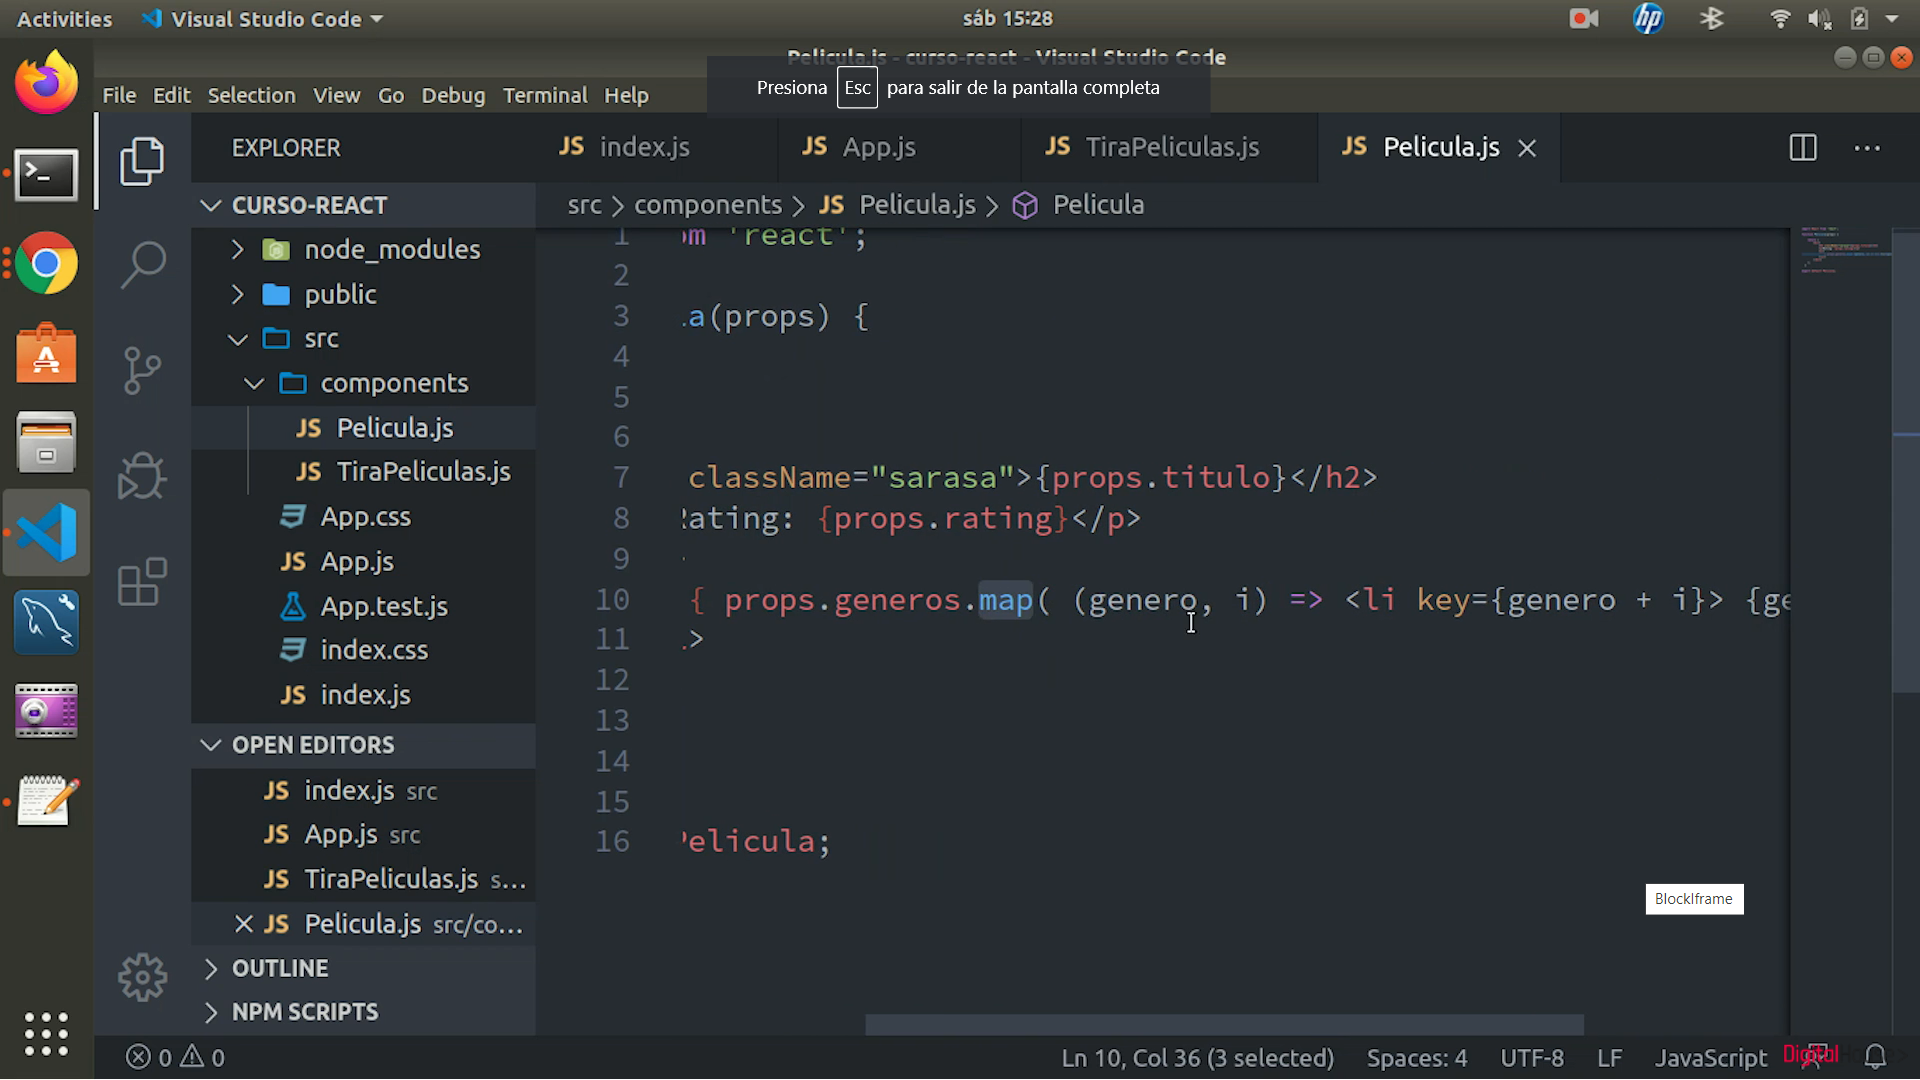 Activities Visual Studio Code sáb 15:28
Pelicula.js - curso-react - Visual Studio Code
Presiona Esc para salir de la pantalla completa
File Edit Selection View Go Debug Terminal Help
EXPLORER
JS index.js JS App.js JS TiraPeliculas.js JS Pelicula.js
CURSO-REACT
src > components > JS Pelicula.js > Pelicula
node_modules
public
src
components
JS Pelicula.js
JS TiraPeliculas.js
App.css
JS App.js
App.test.js
index.css
JS index.js
OPEN EDITORS
JS index.js src
JS App.js src
JS TiraPeliculas.js s...
JS Pelicula.js src/co...
OUTLINE
NPM SCRIPTS
1 om 'react';
2
3 .a(props) {
4
5
6
7 className="sarasa">{props.titulo}</h2>
8 Rating: {props.rating}</p>
9
10 { props.generos.map( (genero, i) => <li key={genero + i}> {ge
11 .>
12
13
14
15
16 Pelicula;
BlockIframe
0 0
Ln 10, Col 36 (3 selected) Spaces: 4 UTF-8 LF JavaScript
Digital
hp